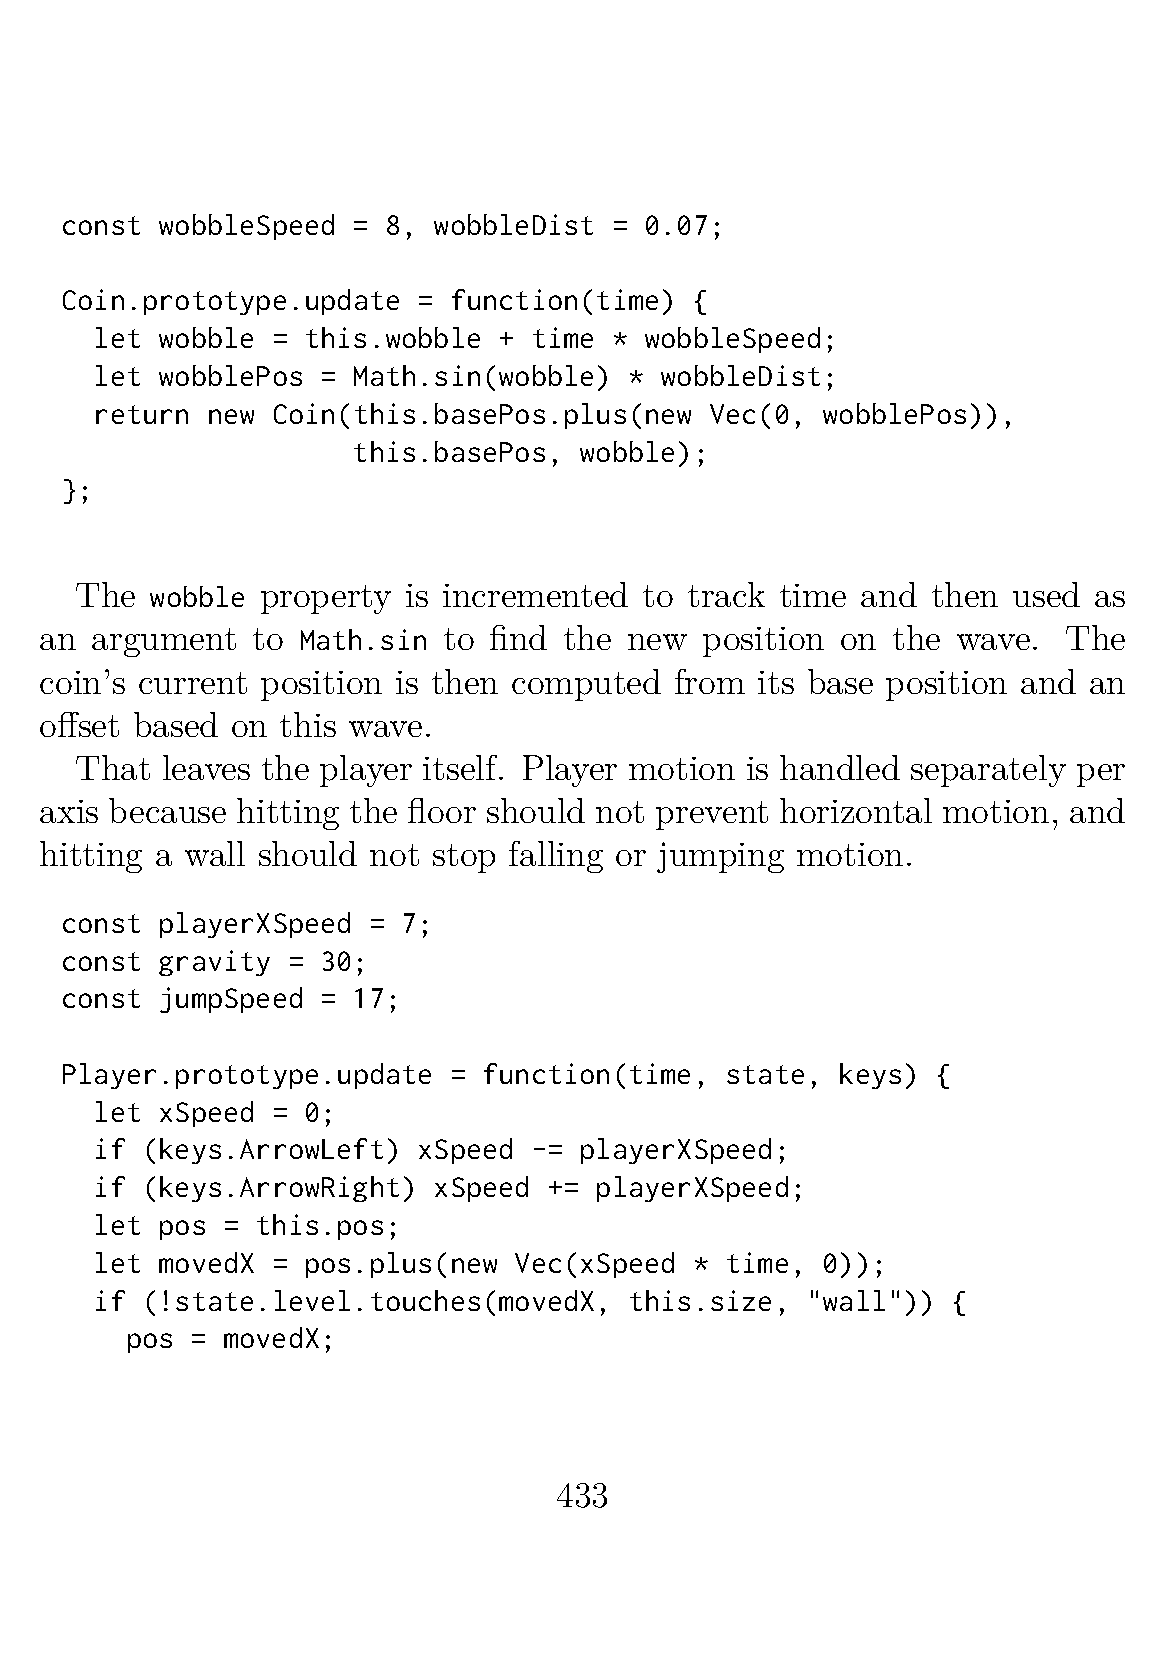 const wobbleSpeed = 8, wobbleDist = 0.07;

Coin.prototype.update = function(time) {
  let wobble = this.wobble + time * wobbleSpeed;
  let wobblePos = Math.sin(wobble) * wobbleDist;
  return new Coin(this.basePos.plus(new Vec(0, wobblePos)),
                  this.basePos, wobble);
};

The wobble property is incremented to track time and then used as
an argument to Math.sin to find the new position on the wave. The
coin's current position is then computed from its base position and an
offset based on this wave.
That leaves the player itself. Player motion is handled separately per
axis because hitting the floor should not prevent horizontal motion, and
hitting a wall should not stop falling or jumping motion.

const playerXSpeed = 7;
const gravity = 30;
const jumpSpeed = 17;

Player.prototype.update = function(time, state, keys) {
  let xSpeed = 0;
  if (keys.ArrowLeft) xSpeed -= playerXSpeed;
  if (keys.ArrowRight) xSpeed += playerXSpeed;
  let pos = this.pos;
  let movedX = pos.plus(new Vec(xSpeed * time, 0));
  if (!state.level.touches(movedX, this.size, "wall")) {
    pos = movedX;

433